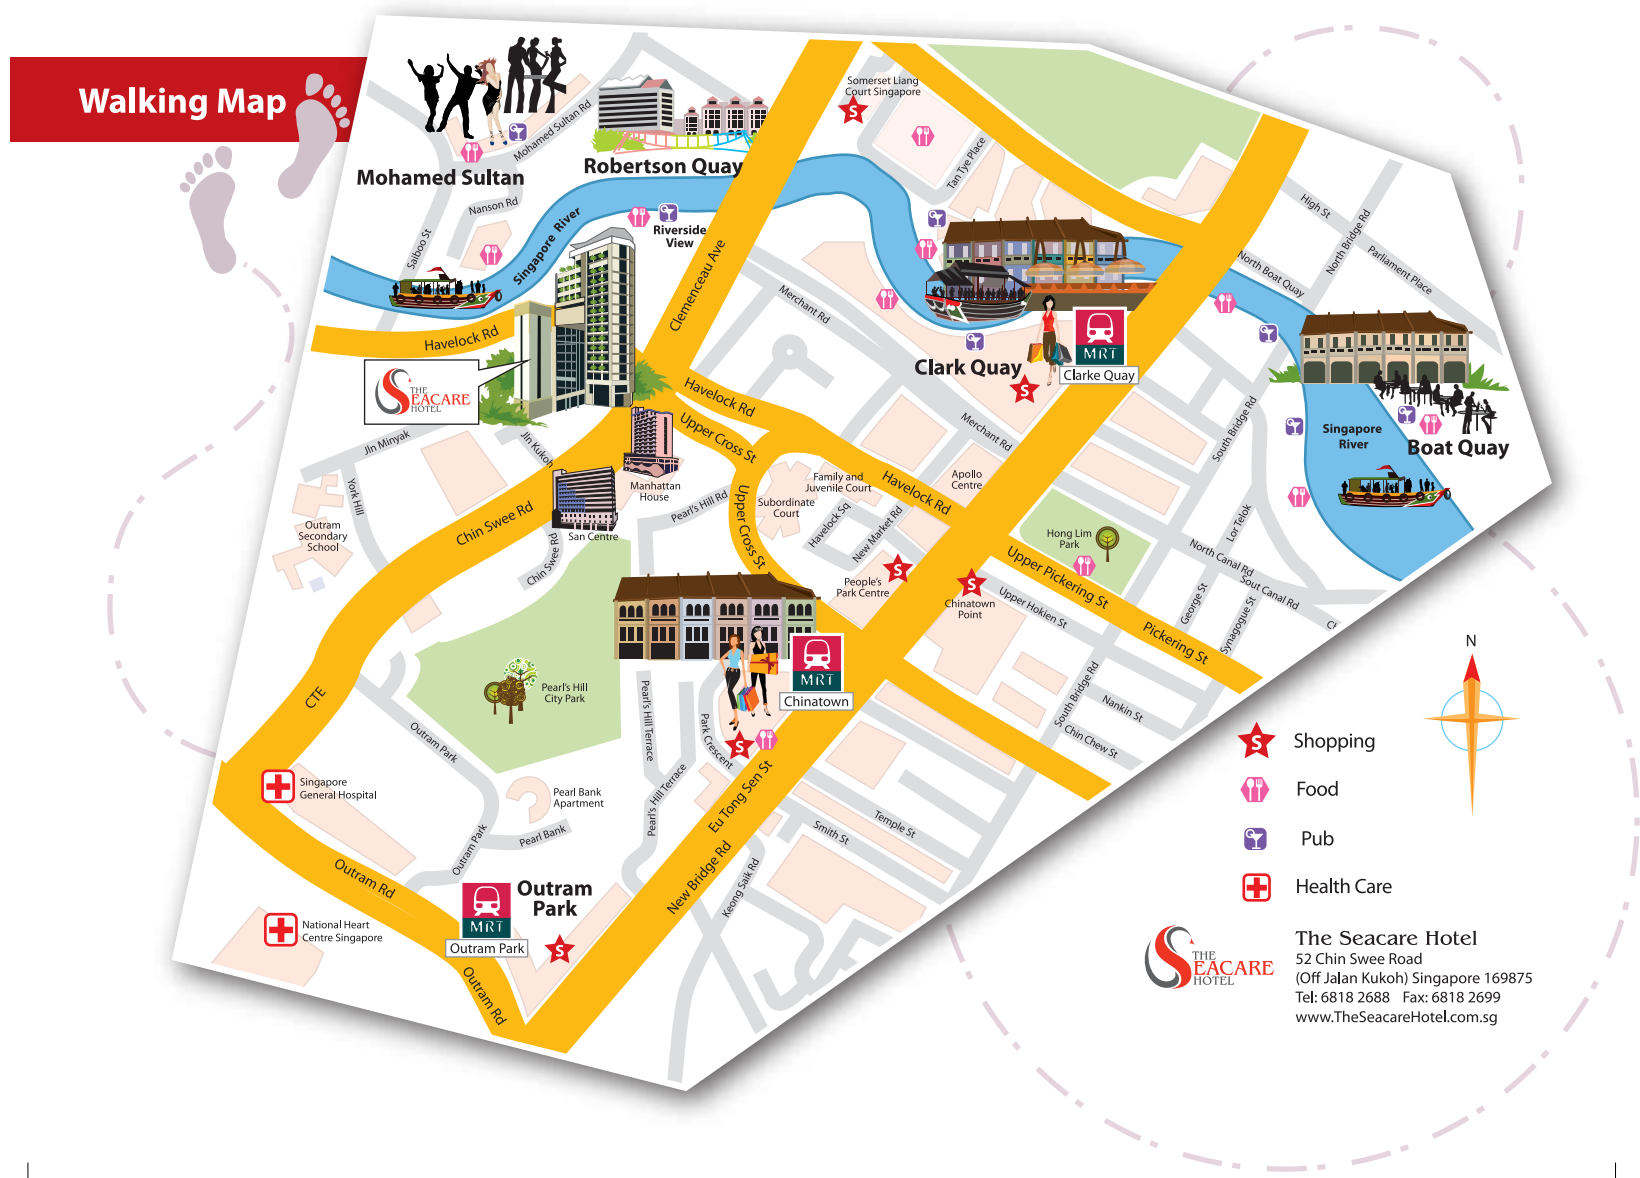 Walking Map
Mohamed Sultan
Mohamed Sultan Rd
Robertson Quay
Nanson Rd
Saiboo St
Singapore River
Riverside
View
Clemenceau Ave
Somerset Liang
Court Singapore
Tan Tye Place
High St
North Bridge Rd
Parliament Place
North Boat Quay
Merchant Rd
Havelock Rd
THE
SEACARE
HOTEL
Clark Quay
MRT
Clarke Quay
Singapore
River
Boat Quay
Havelock Rd
Upper Cross St
Merchant Rd
South Bridge Rd
Jln Minyak
Jln Kukoh
York Hill
Manhattan
House
San Centre
Chin Swee Rd
Chin Swee Rd
Pearl's Hill Rd
Upper Cross St
Subordinate
Court
Family and
Juvenile Court
Havelock Rd
Apollo
Centre
Havelock Sq
New Market Rd
People's
Park Centre
S
S
S
S
S
S
Chinatown
Point
Hong Lim
Park
Upper Pickering St
Upper Hokien St
Pickering St
Lor Telok
North Canal Rd
Sout Canal Rd
George St
Synagogue St
Outram
Secondary
School
CTE
Pearl's Hill
City Park
MRT
Chinatown
Pearl's Hill Terrace
Park Crescent
Pearl's Hill Terrace
Eu Tong Sen St
New Bridge Rd
South Bridge Rd
Nankin St
Chin Chew St
Temple St
Smith St
Keong Saik Rd
Outram Park
Outram Park
Pearl Bank
Apartment
Pearl Bank
Singapore
General Hospital
Outram Rd
National Heart
Centre Singapore
MRT
Outram Park
Outram
Park
Outram Rd
N
S Shopping
Food
Pub
Health Care
THE
SEACARE
HOTEL
The Seacare Hotel
52 Chin Swee Road
(Off Jalan Kukoh) Singapore 169875
Tel: 6818 2688 Fax: 6818 2699
www.TheSeacareHotel.com.sg